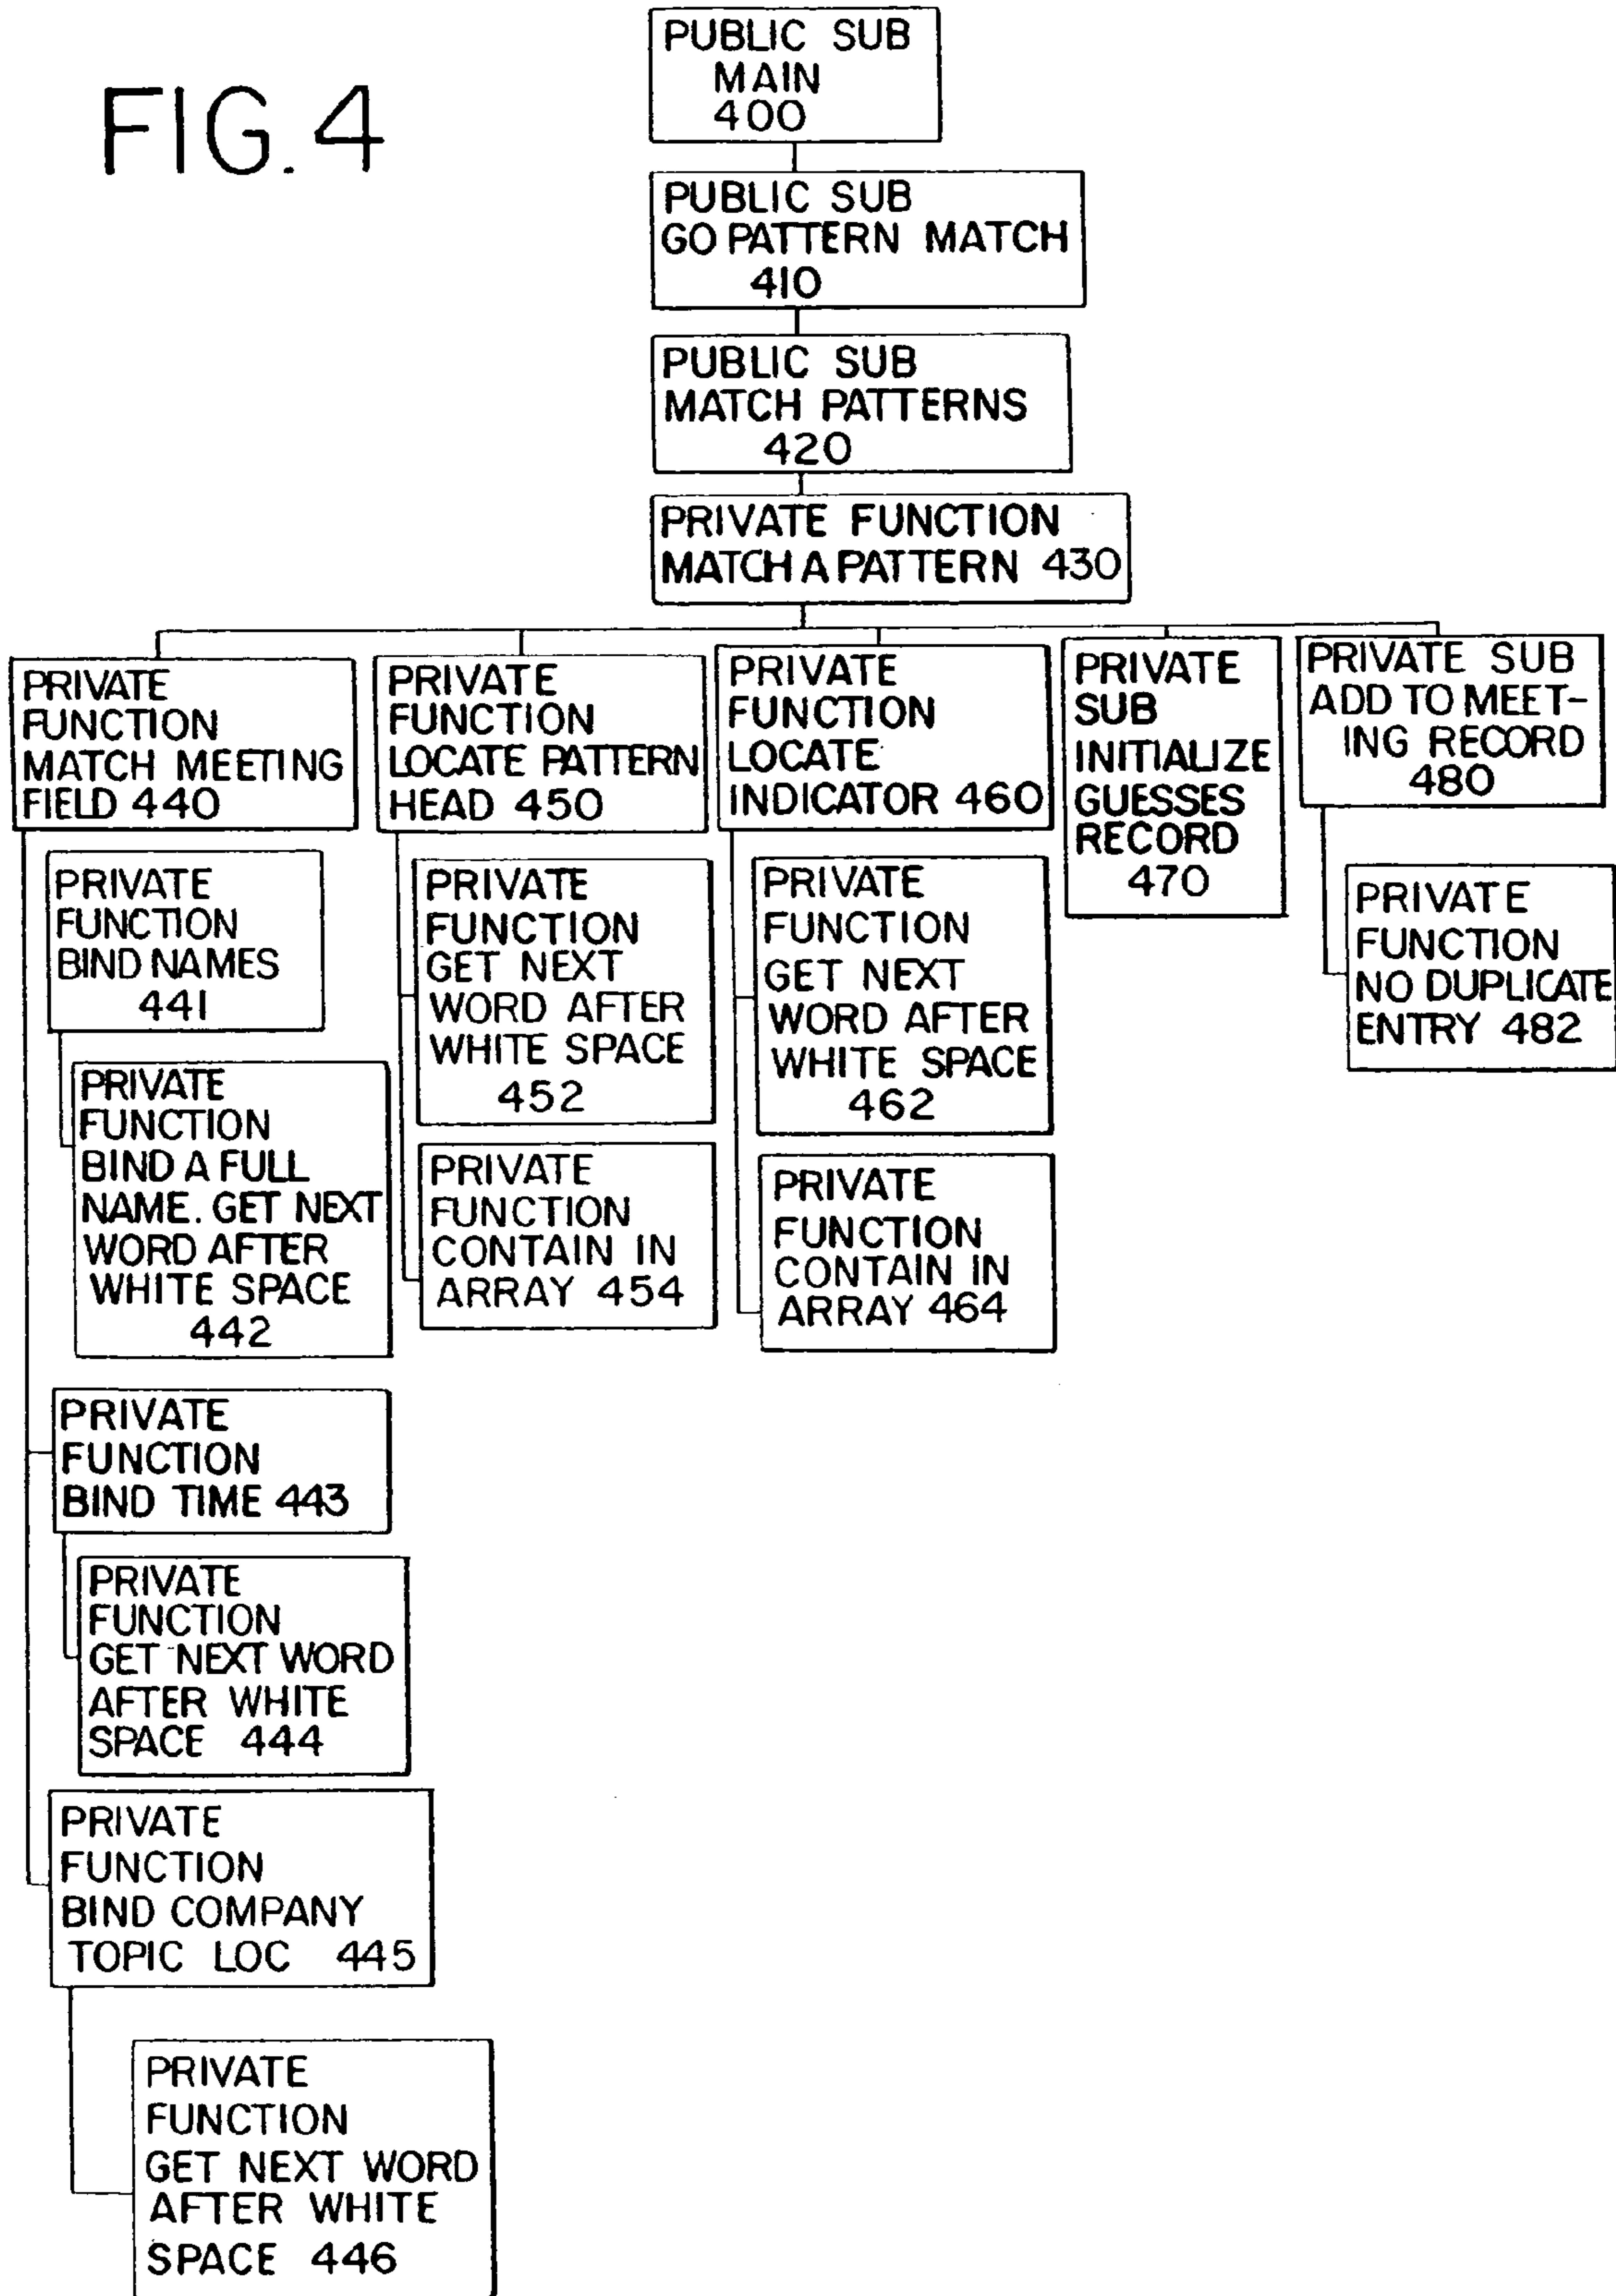 FIG. 4
PUBLIC SUB
MAIN
400
PUBLIC SUB
GO PATTERN MATCH
410
PUBLIC SUB
MATCH PATTERNS
420
PRIVATE FUNCTION
MATCH A PATTERN 430
PRIVATE
FUNCTION
MATCH MEETING
FIELD 440
PRIVATE
FUNCTION
BIND NAMES
441
PRIVATE
FUNCTION
BIND A FULL
NAME. GET NEXT
WORD AFTER
WHITE SPACE
442
PRIVATE
FUNCTION
BIND TIME 443
PRIVATE
FUNCTION
GET NEXT WORD
AFTER WHITE
SPACE 444
PRIVATE
FUNCTION
BIND COMPANY
TOPIC LOC 445
PRIVATE
FUNCTION
GET NEXT WORD
AFTER WHITE
SPACE 446
PRIVATE
FUNCTION
LOCATE PATTERN
HEAD 450
PRIVATE
FUNCTION
GET NEXT
WORD AFTER
WHITE SPACE
452
PRIVATE
FUNCTION
CONTAIN IN
ARRAY 454
PRIVATE
FUNCTION
LOCATE
INDICATOR 460
PRIVATE
FUNCTION
GET NEXT
WORD AFTER
WHITE SPACE
462
PRIVATE
FUNCTION
CONTAIN IN
ARRAY 464
PRIVATE
SUB
INITIALIZE
GUESSES
RECORD
470
PRIVATE SUB
ADD TO MEET-
ING RECORD
480
PRIVATE
FUNCTION
NO DUPLICATE
ENTRY 482